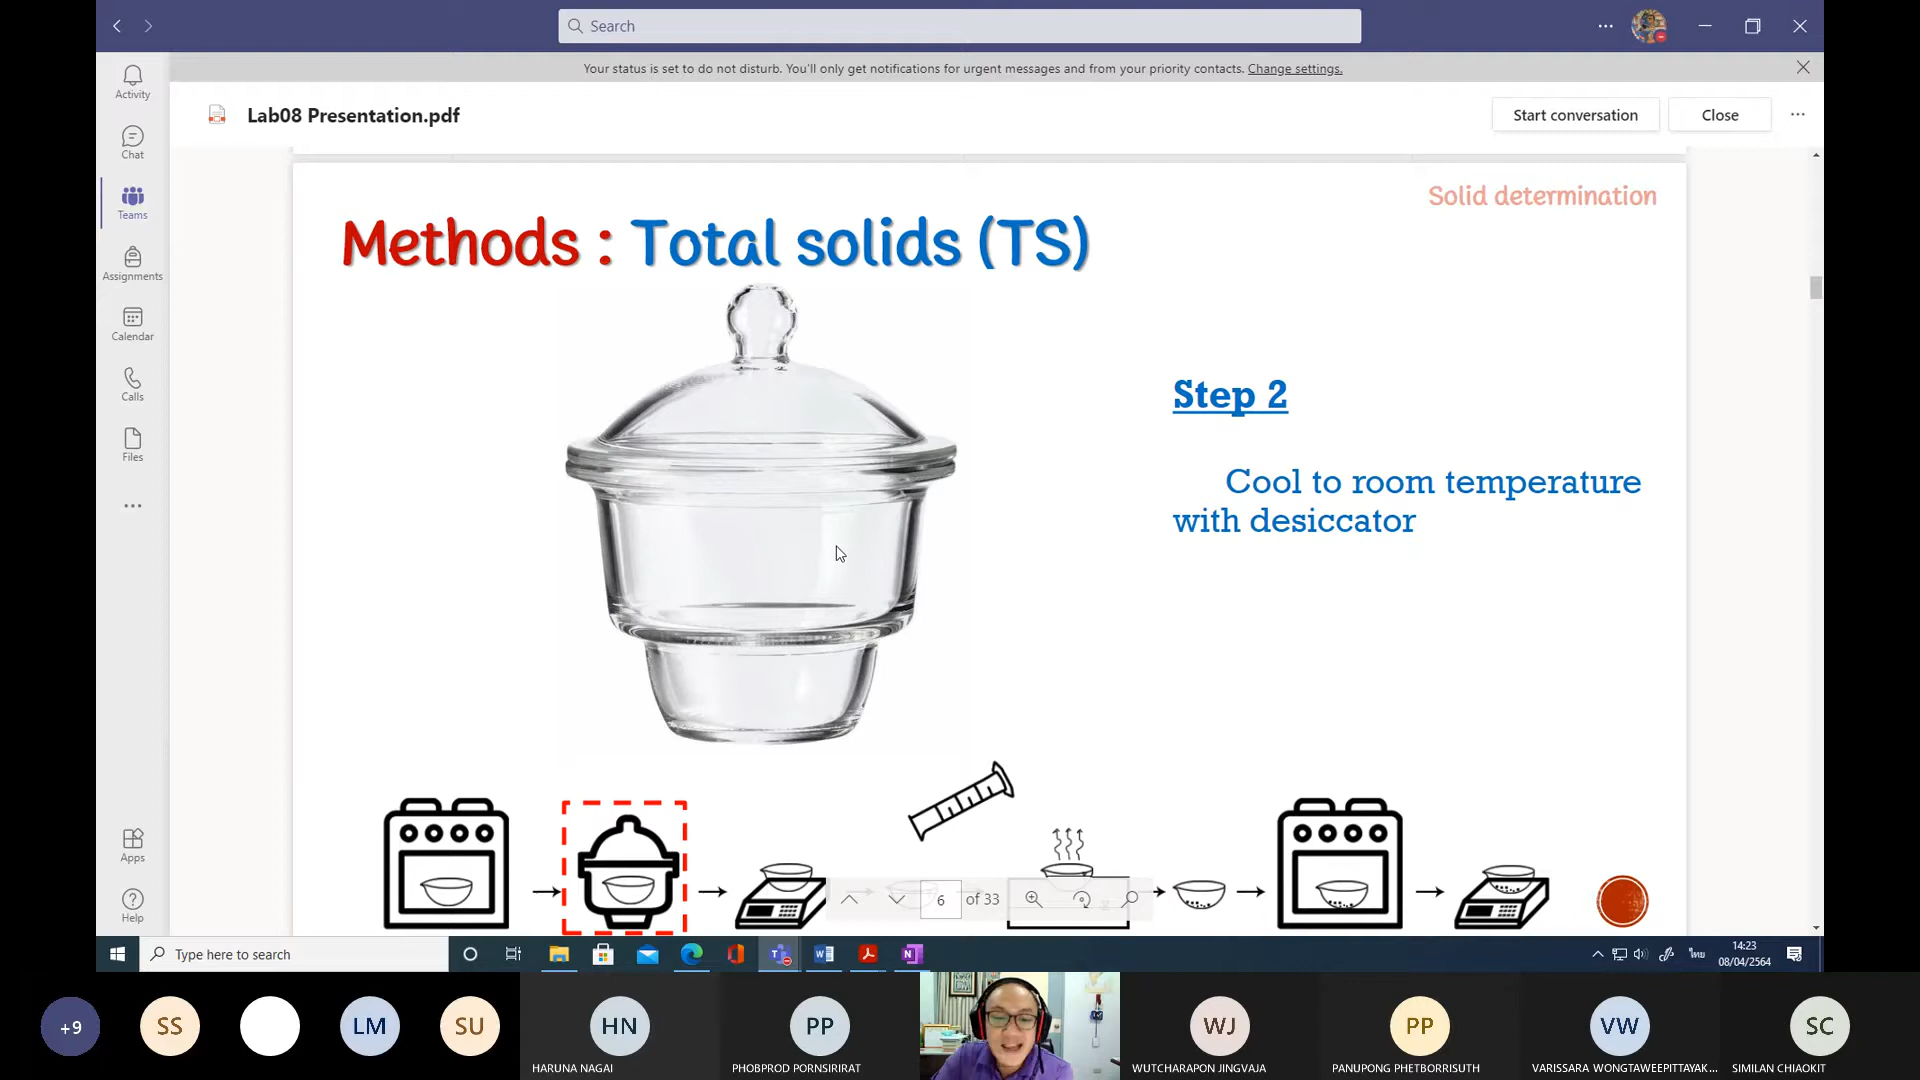 Search
Your status is set to do not disturb. You'll only get notifications for urgent messages and from your priority contacts. Change settings.
Activity
Chat
Teams
Assignments
Calendar
Calls
Files
Apps
Help
Lab08 Presentation.pdf
Start conversation
Close
Solid determination
Methods : Total solids (TS)
Step 2
Cool to room temperature
with desiccator
6 of 33
Type here to search
ไทย
14:23
08/04/2564
+9
SS
LM
SU
HN
HARUNA NAGAI
PP
PHOBPROD PORNSIRIRAT
WJ
WUTCHARAPON JINGVAJA
PP
PANUPONG PHETBORRISUTH
VW
VARISSARA WONGTAWEEPITTAYAK...
SC
SIMILAN CHIAOKIT